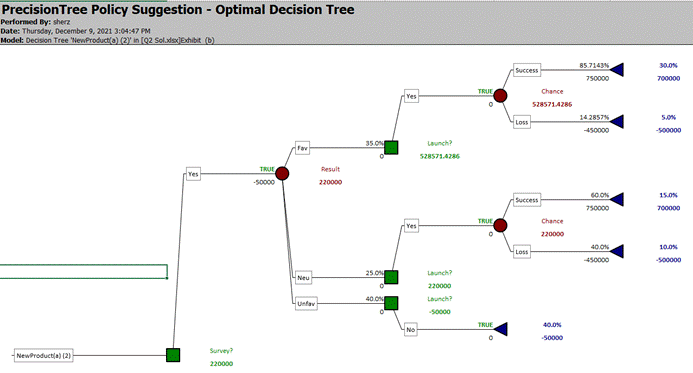 PrecisionTree Policy Suggestion - Optimal Decision Tree
Performed By: sherz
Date: Thursday, December 9, 2021 3:04:47 PM
Model: Decision Tree 'NewProduct(a) (2)' in [Q2 Sol.xlsx]Exhibit (b)
Success 85.7143% 30.0%
750000 700000
Yes TRUE Chance
0 528571.4286
Loss 14.2857% 5.0%
-450000 -500000
Fav 35.0% Launch?
0 528571.4286
Yes TRUE Result
-50000 220000
Success 60.0% 15.0%
750000 700000
Yes TRUE Chance
0 220000
Loss 40.0% 10.0%
-450000 -500000
Neu 25.0% Launch?
0 220000
Unfav 40.0% Launch?
0 -50000
No TRUE 40.0%
0 -50000
NewProduct(a) (2) Survey?
220000